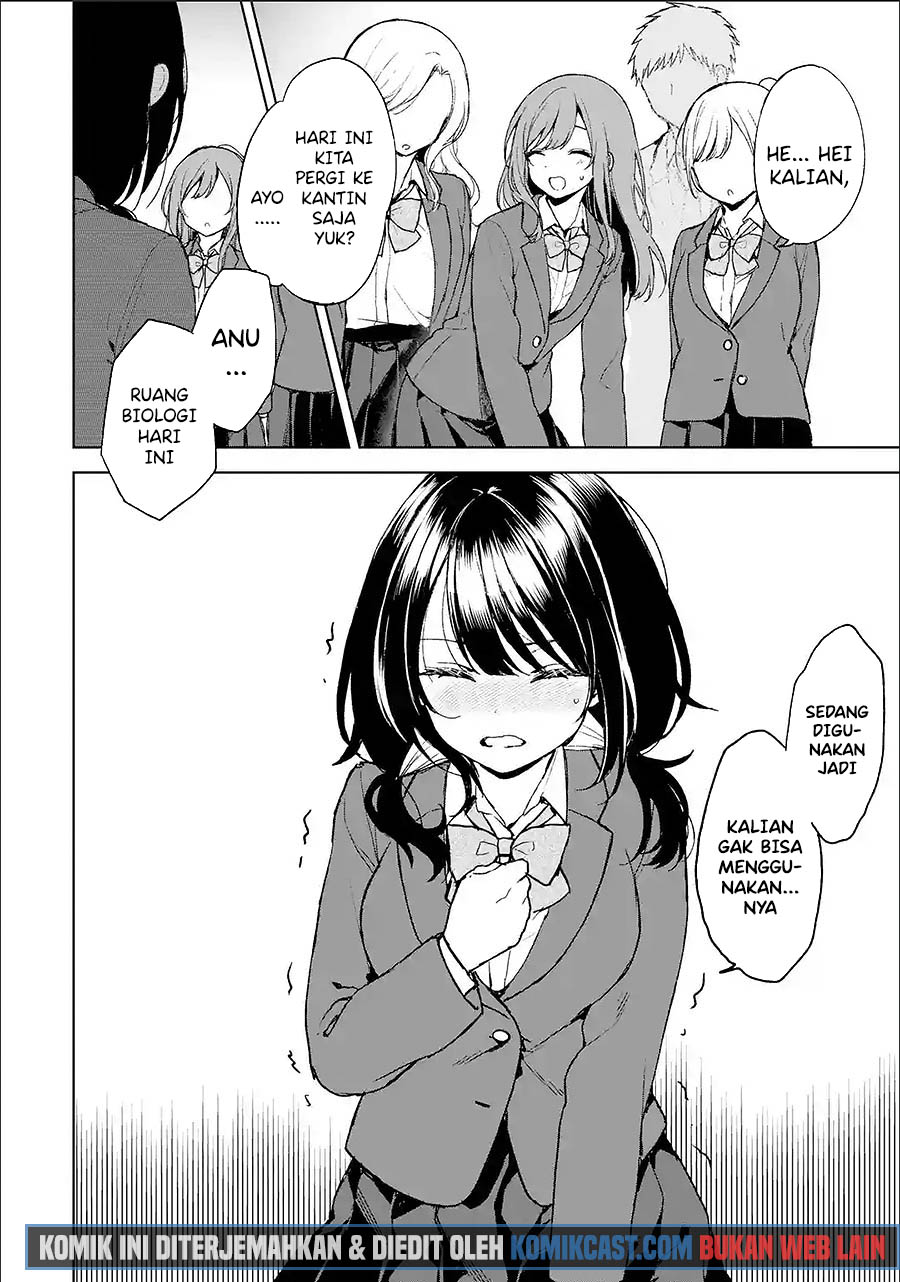 HE... HEI
KALIAN,
HARI INI
KITA
PERGI KE
KANTIN
SAJA
YUK?
AYO
.....
ANU
...
RUANG
BIOLOGI
HARI
INI
SEDANG
DIGU-
NAKAN
JADI
KALIAN
GAK BISA
MENGGU-
NAKAN...
NYA
KOMIK INI DITERJEMAHKAN & DIEDIT OLEH KOMIKCAST.COM BUKAN WEB LAIN